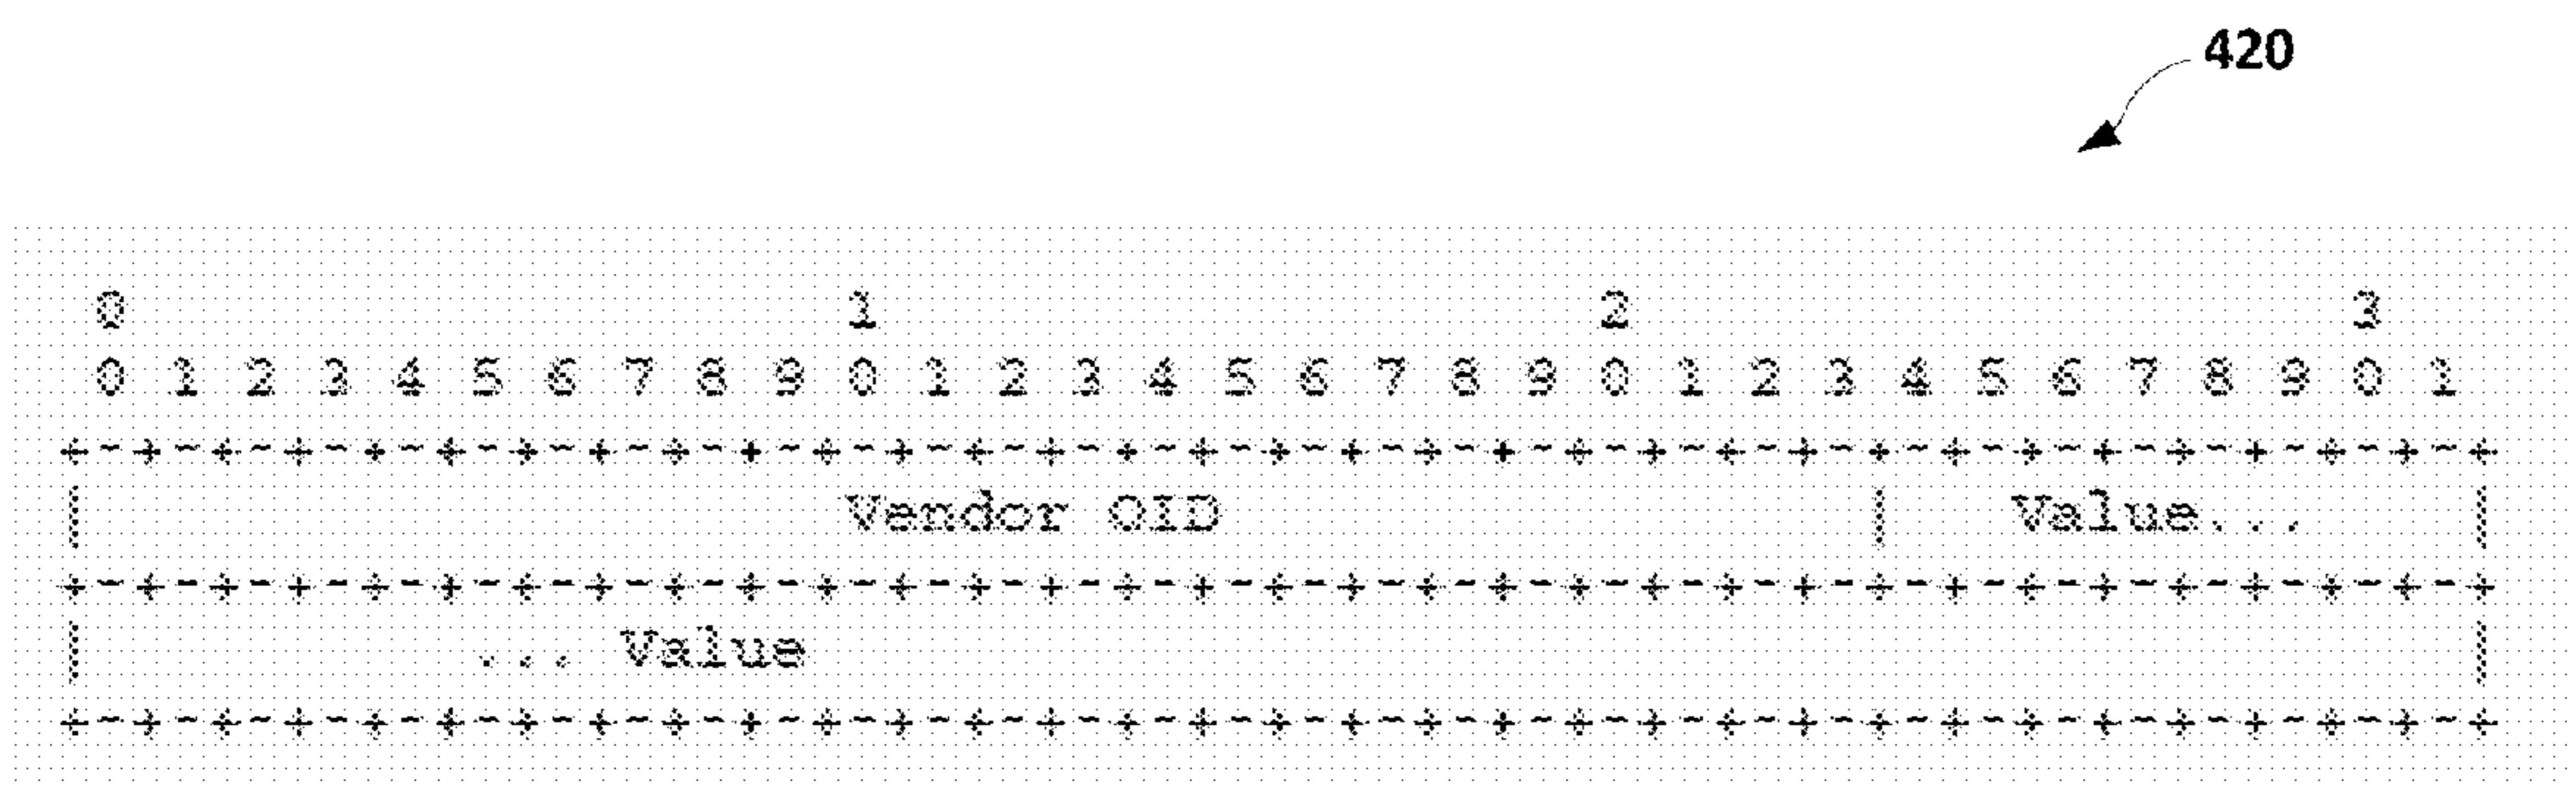 420
0                   1                   2                   3
0 1 2 3 4 5 6 7 8 9 0 1 2 3 4 5 6 7 8 9 0 1 2 3 4 5 6 7 8 9 0 1
+-+-+-+-+-+-+-+-+-+-+-+-+-+-+-+-+-+-+-+-+-+-+-+-+-+-+-+-+-+-+-+-+
|                    Vendor OID                 |   Value...    |
+-+-+-+-+-+-+-+-+-+-+-+-+-+-+-+-+-+-+-+-+-+-+-+-+-+-+-+-+-+-+-+-+
|          ... Value                                            |
+-+-+-+-+-+-+-+-+-+-+-+-+-+-+-+-+-+-+-+-+-+-+-+-+-+-+-+-+-+-+-+-+